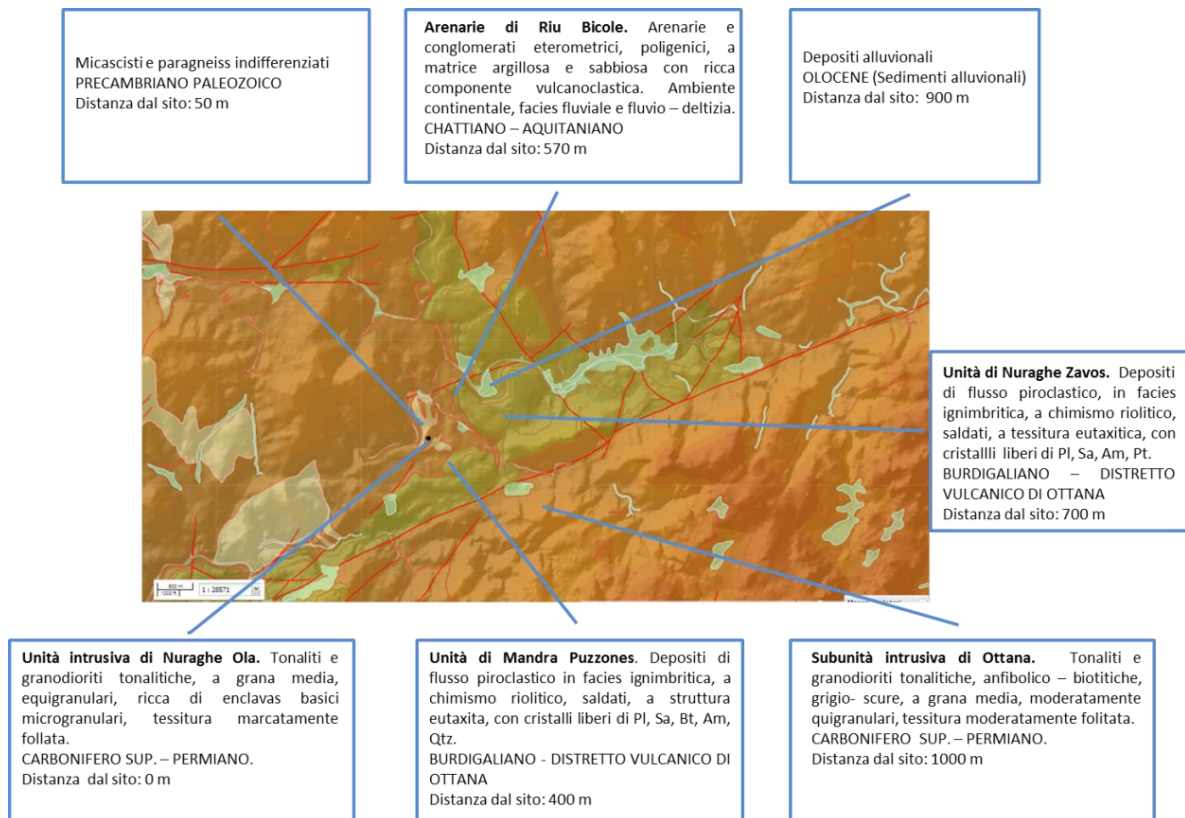 Micascisti e paragneiss indifferenziati
PRECAMBRIANO PALEOZOICO
Distanza dal sito: 50 m
Arenarie di Riu Bicole. Arenarie e
conglomerati eterometrici, poligenici, a
matrice argillosa e sabbiosa con ricca
componente vulcanoclastica. Ambiente
continentale, facies fluviale e fluvio – deltizia.
CHATTIANO – AQUITANIANO
Distanza dal sito: 570 m
Depositi alluvionali
OLOCENE (Sedimenti alluvionali)
Distanza dal sito: 900 m
Unità di Nuraghe Zavos. Depositi
di flusso piroclastico, in facies
ignimbritica, a chimismo riolitico,
saldati, a tessitura eutaxitica, con
cristallli liberi di Pl, Sa, Am, Pt.
BURDIGALIANO – DISTRETTO
VULCANICO DI OTTANA
Distanza dal sito: 700 m
500 m
1 : 28571
Unità intrusiva di Nuraghe Ola. Tonaliti e
granodioriti tonalitiche, a grana media,
equigranulari, ricca di enclavas basici
microgranulari, tessitura marcatamente
follata.
CARBONIFERO SUP. – PERMIANO.
Distanza dal sito: 0 m
Unità di Mandra Puzzones. Depositi di
flusso piroclastico in facies ignimbritica, a
chimismo riolitico, saldati, a struttura
eutaxita, con cristalli liberi di Pl, Sa, Bt, Am,
Qtz.
BURDIGALIANO - DISTRETTO VULCANICO DI
OTTANA
Distanza dal sito: 400 m
Subunità intrusiva di Ottana. Tonaliti e
granodioriti tonalitiche, anfibolico – biotitiche,
grigio- scure, a grana media, moderatamente
quigranulari, tessitura moderatamente folitata.
CARBONIFERO SUP. – PERMIANO.
Distanza dal sito: 1000 m